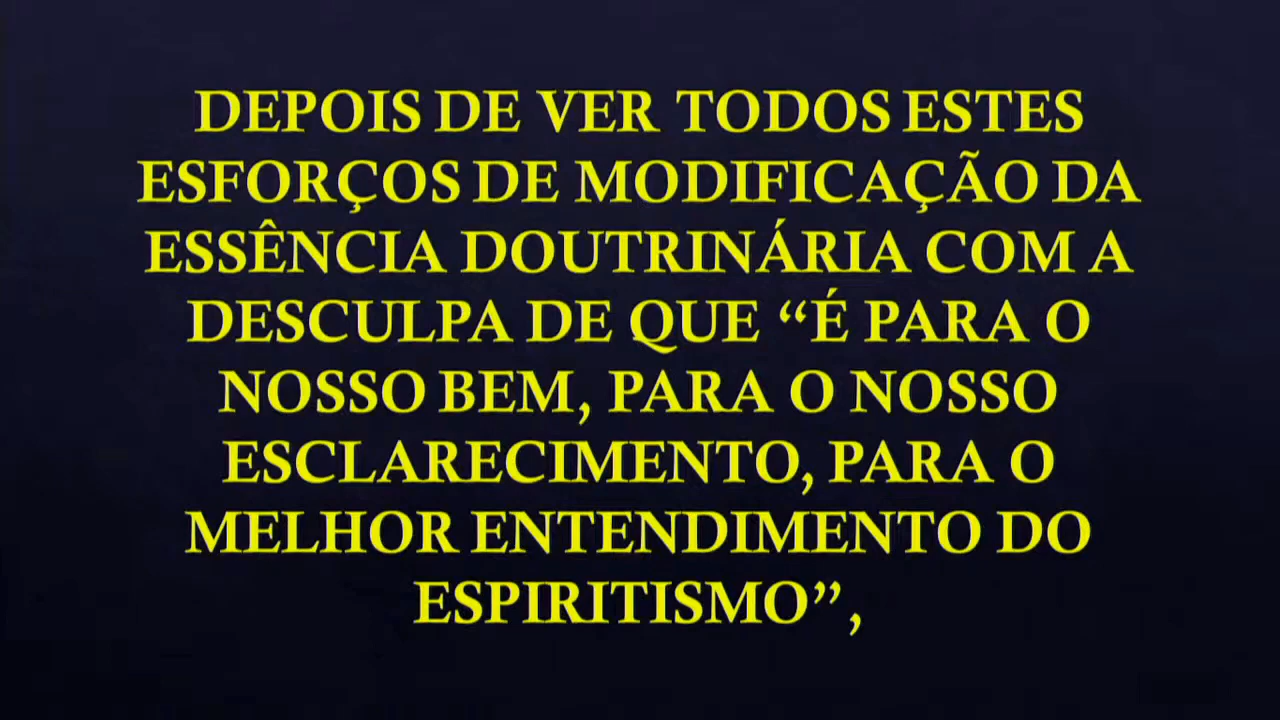 DEPOIS DE VER TODOS ESTES
ESFORÇOS DE MODIFICAÇÃO DA
ESSÊNCIA DOUTRINÁRIA COM A
DESCULPA DE QUE “É PARA O
NOSSO BEM, PARA O NOSSO
ESCLARECIMENTO, PARA O
MELHOR ENTENDIMENTO DO
ESPIRITISMO”,